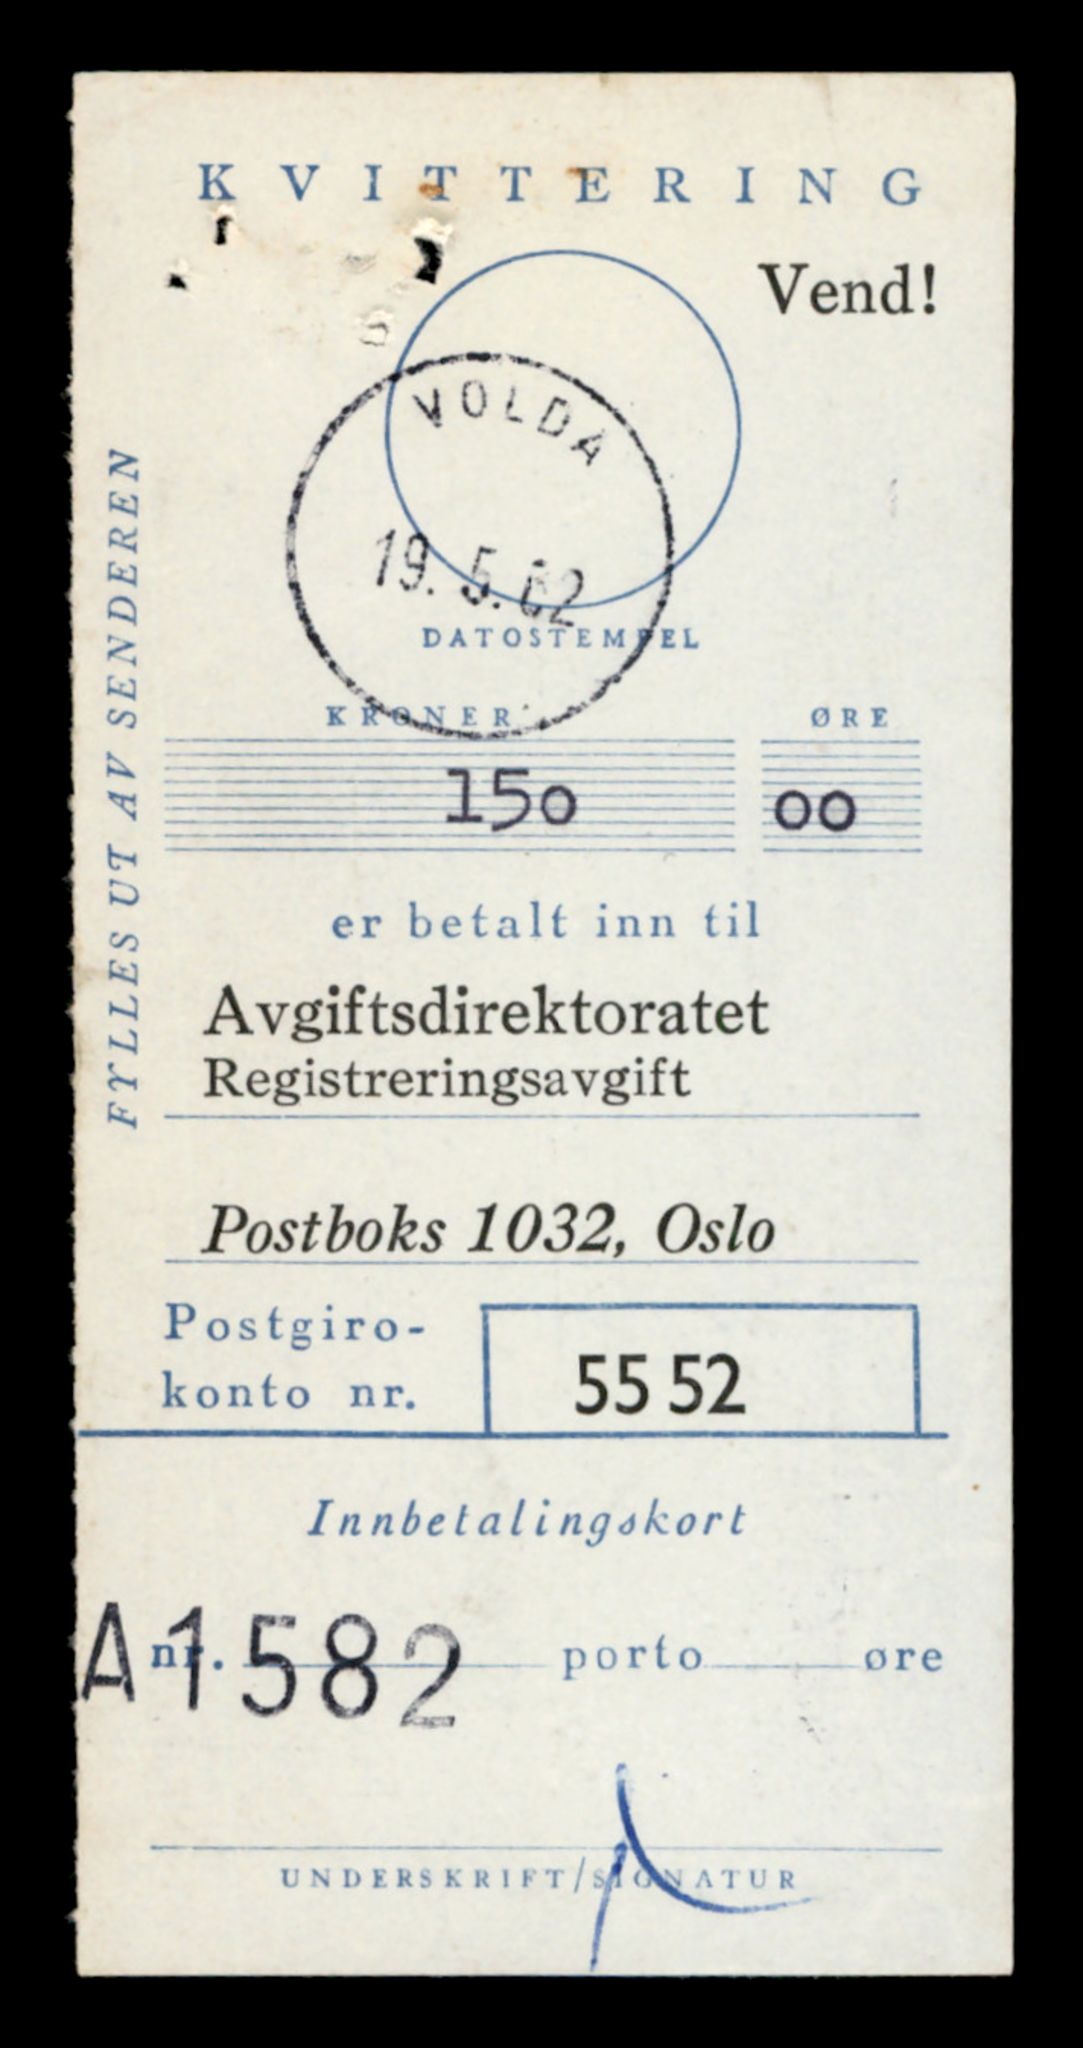 KVITTERING
Vend!
VOLDA
19.5.62
DATOSTEMPEL
FYLLES UT AV SENDEREN
KRONER ØRE
150 00
er betalt inn til
Avgiftsdirektoratet
Registreringsavgift
Postboks 1032, Oslo
Postgiro-
konto nr. 55 52
Innbetalingskort
nr. A1582 porto øre
UNDERSKRIFT/SIGNATUR